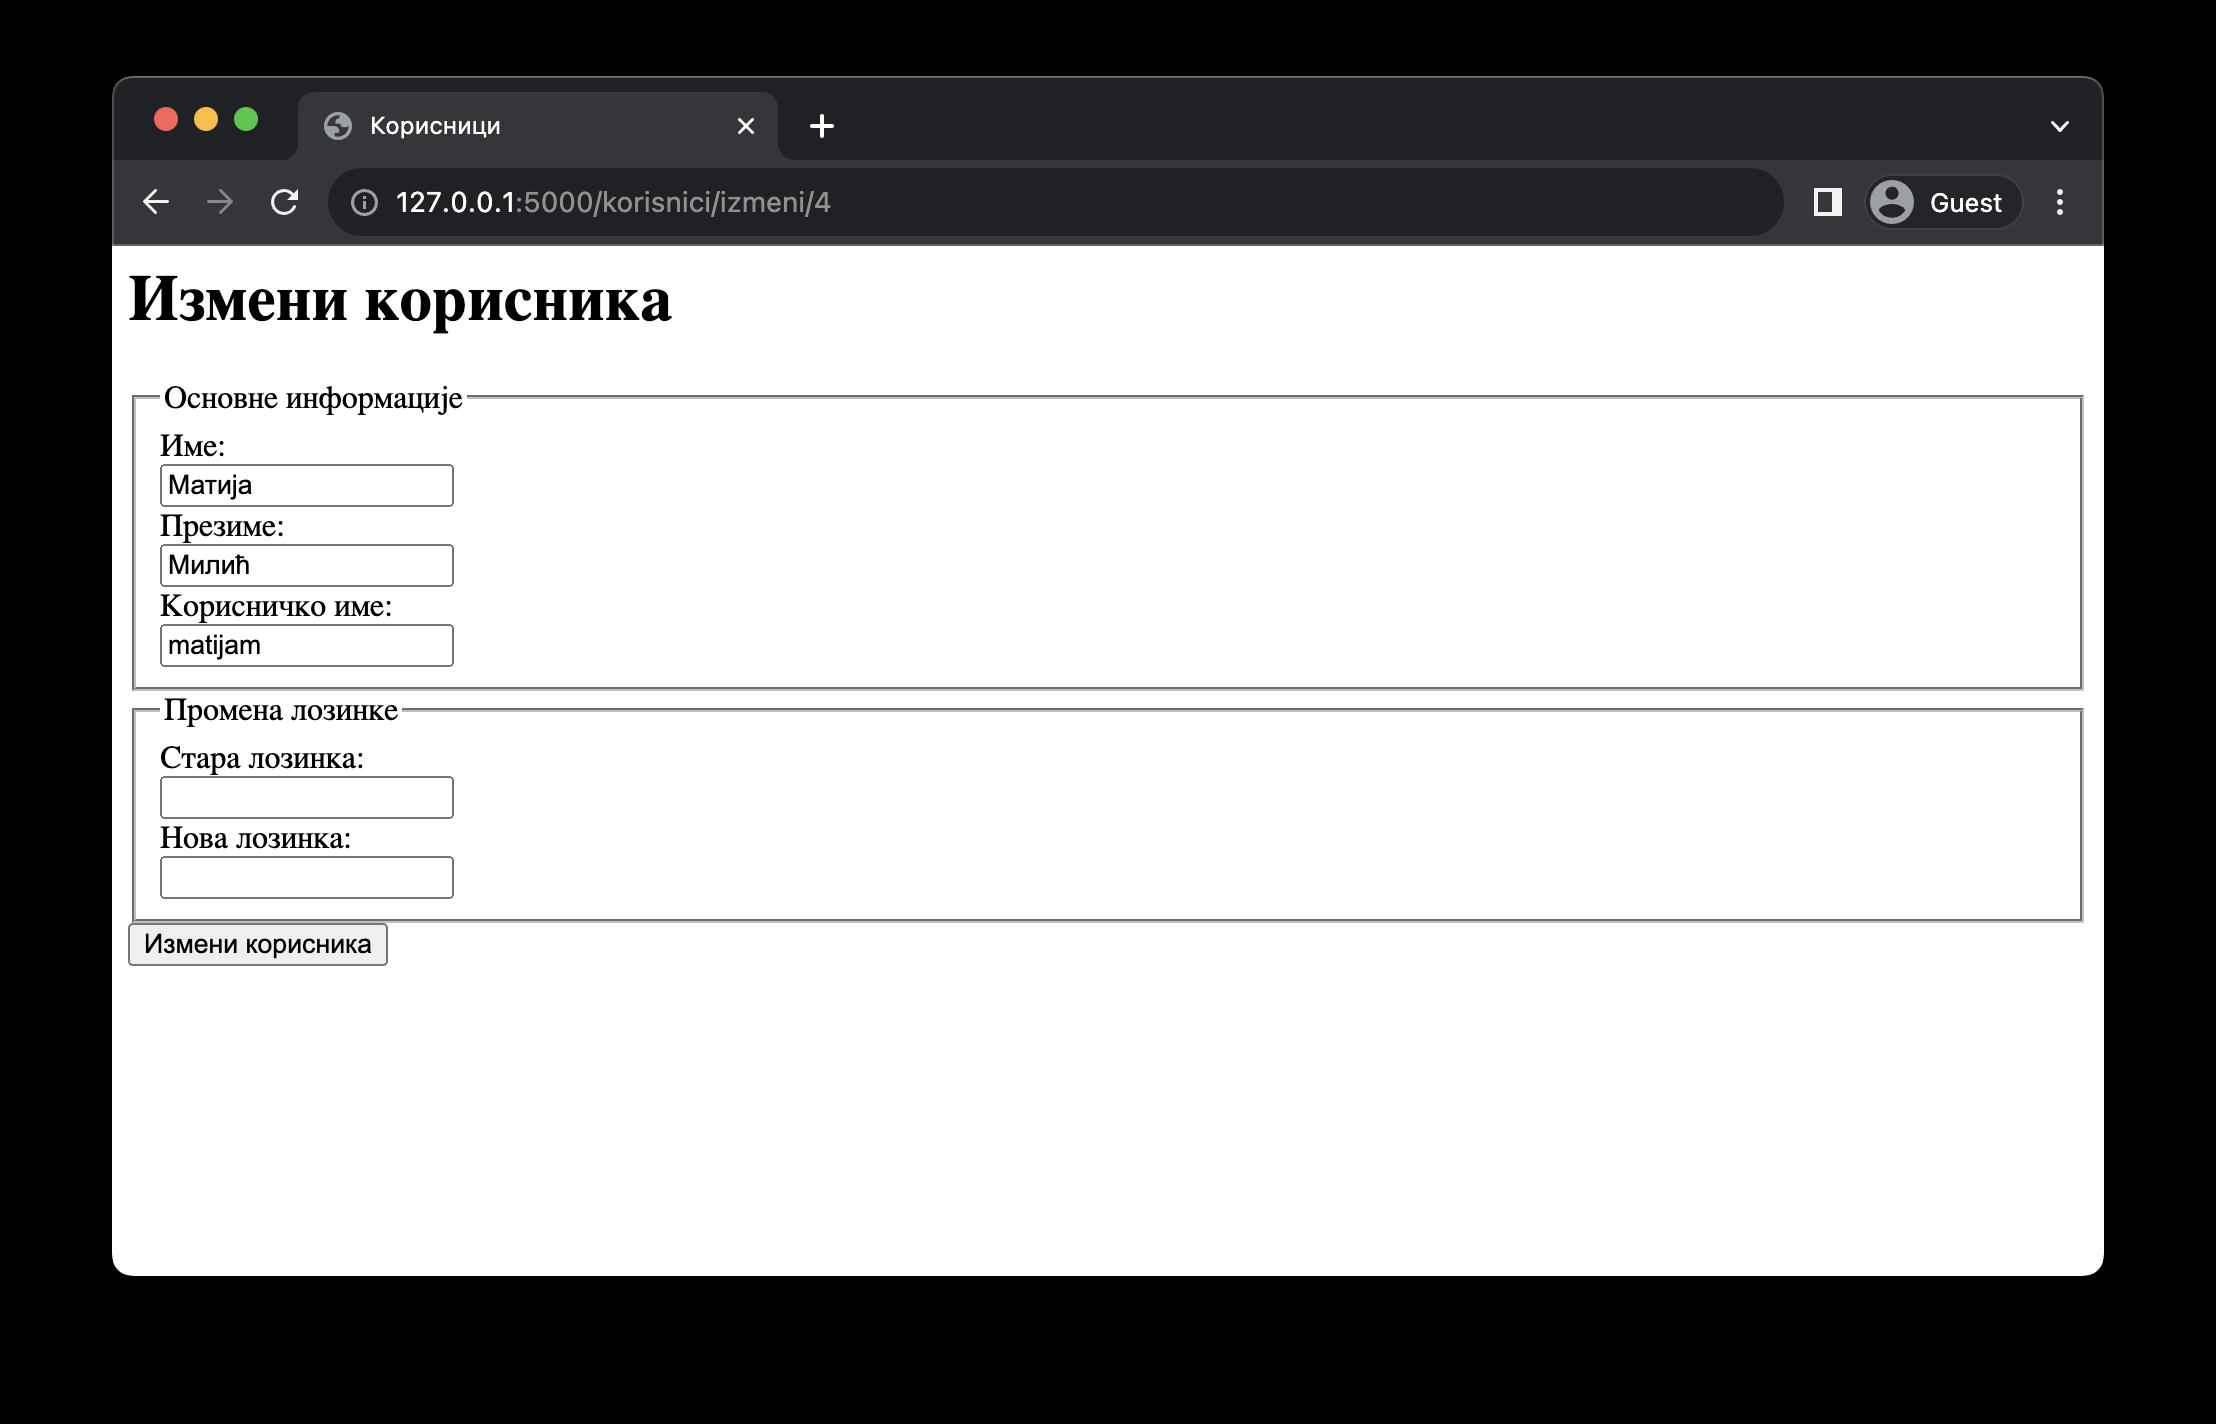 Корисници
127.0.0.1:5000/korisnici/izmeni/4
Guest
Измени корисника
Основне информације
Име:
Матија
Презиме:
Милић
Корисничко име:
matijam
Промена лозинке
Стара лозинка:
Нова лозинка:
Измени корисника